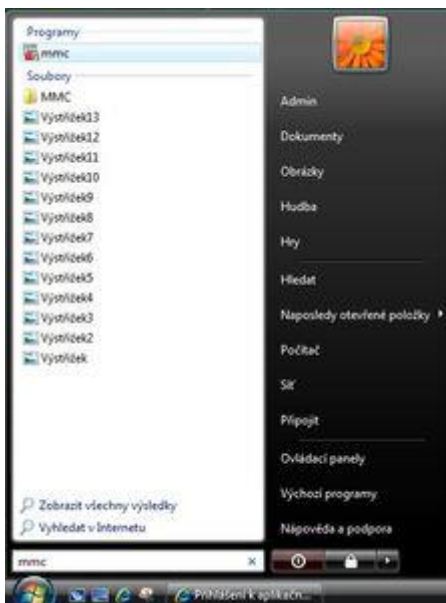 Programy
mmc
Soubory
MMC
Výstřižek13
Výstřižek12
Výstřižek11
Výstřižek10
Výstřižek9
Výstřižek8
Výstřižek7
Výstřižek6
Výstřižek5
Výstřižek4
Výstřižek3
Výstřižek2
Výstřižek
Zobrazit všechny výsledky
Vyhledat v Internetu
mmc
Admin
Dokumenty
Obrázky
Hudba
Hry
Hledat
Naposledy otevřené položky
Počítač
Síť
Připojit
Ovládací panely
Výchozí programy
Nápověda a podpora
Přihlášení k aplikačn...